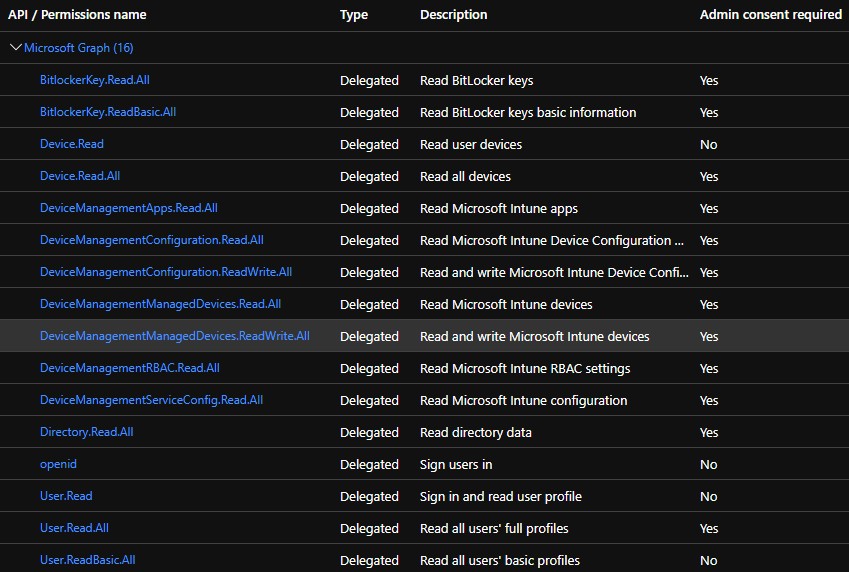 API / Permissions name Type Description Admin consent required
Microsoft Graph (16)
BitlockerKey.Read.All Delegated Read BitLocker keys Yes
BitlockerKey.ReadBasic.All Delegated Read BitLocker keys basic information Yes
Device.Read Delegated Read user devices No
Device.Read.All Delegated Read all devices Yes
DeviceManagementApps.Read.All Delegated Read Microsoft Intune apps Yes
DeviceManagementConfiguration.Read.All Delegated Read Microsoft Intune Device Configuration ... Yes
DeviceManagementConfiguration.ReadWrite.All Delegated Read and write Microsoft Intune Device Confi... Yes
DeviceManagementManagedDevices.Read.All Delegated Read Microsoft Intune devices Yes
DeviceManagementManagedDevices.ReadWrite.All Delegated Read and write Microsoft Intune devices Yes
DeviceManagementRBAC.Read.All Delegated Read Microsoft Intune RBAC settings Yes
DeviceManagementServiceConfig.Read.All Delegated Read Microsoft Intune configuration Yes
Directory.Read.All Delegated Read directory data Yes
openid Delegated Sign users in No
User.Read Delegated Sign in and read user profile No
User.Read.All Delegated Read all users' full profiles Yes
User.ReadBasic.All Delegated Read all users' basic profiles No